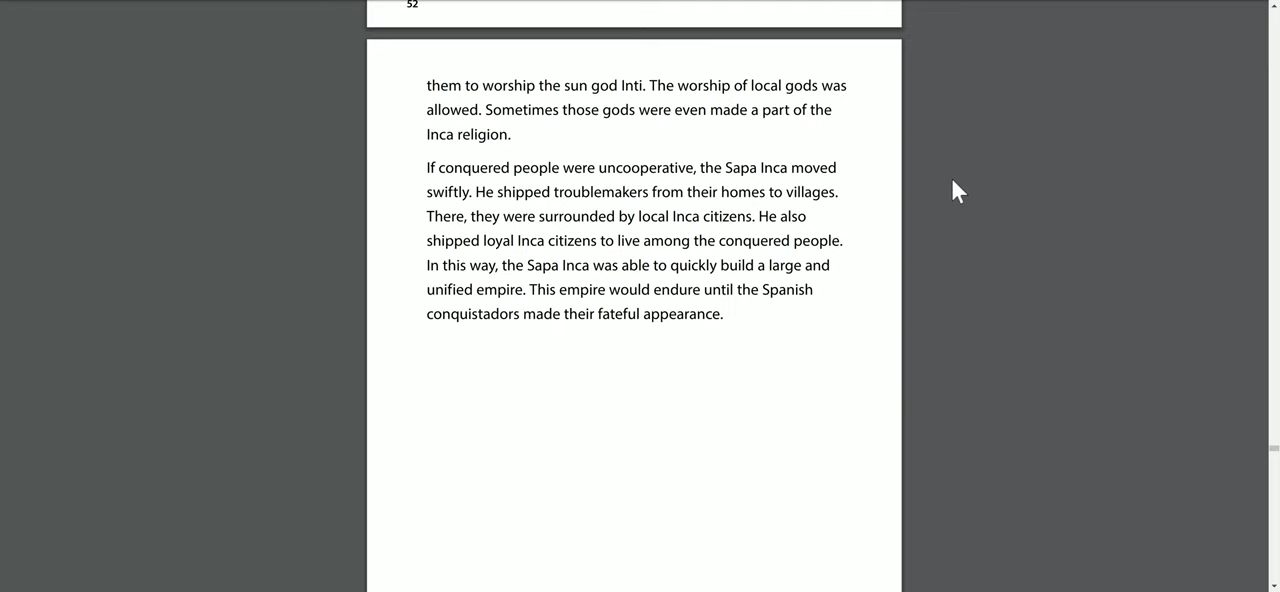 52
them to worship the sun god Inti. The worship of local gods was
allowed. Sometimes those gods were even made a part of the
Inca religion.
If conquered people were uncooperative, the Sapa Inca moved
swiftly. He shipped troublemakers from their homes to villages.
There, they were surrounded by local Inca citizens. He also
shipped loyal Inca citizens to live among the conquered people.
In this way, the Sapa Inca was able to quickly build a large and
unified empire. This empire would endure until the Spanish
conquistadors made their fateful appearance.